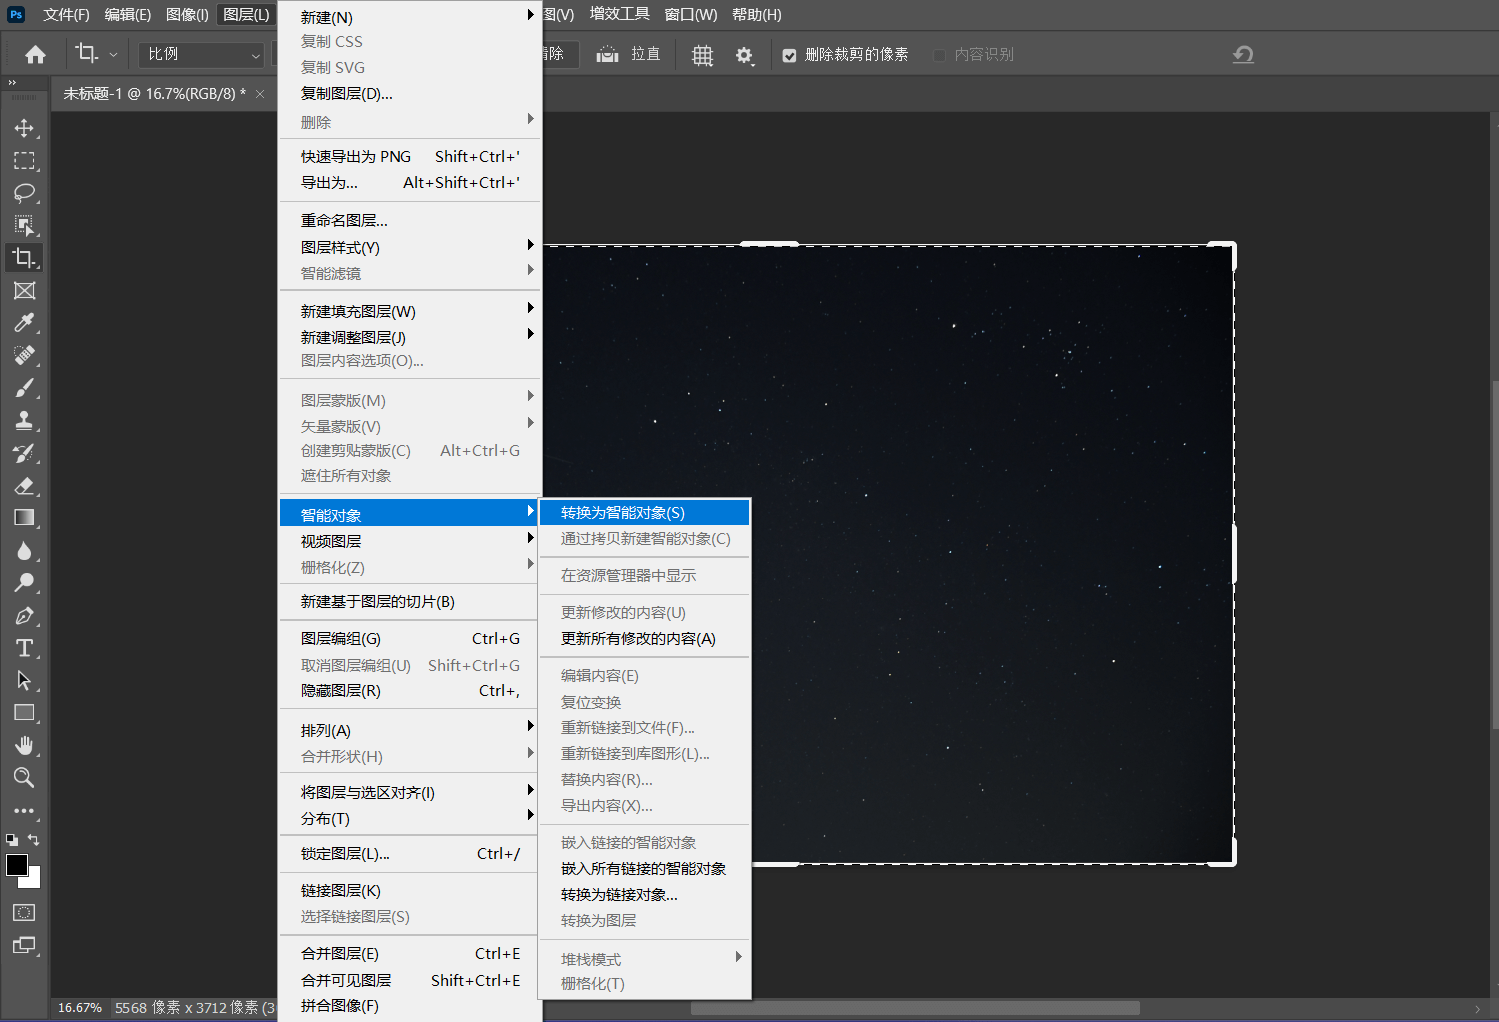 Ps 文件(F) 编辑(E) 图像(I) 图层(L) 图(V) 增效工具 窗口(W) 帮助(H)
比例 清除 拉直 删除裁剪的像素 内容识别
未标题-1 @ 16.7%(RGB/8) * ×
新建(N)
复制 CSS
复制 SVG
复制图层(D)...
删除
快速导出为 PNG Shift+Ctrl+'
导出为... Alt+Shift+Ctrl+'
重命名图层...
图层样式(Y)
智能滤镜
新建填充图层(W)
新建调整图层(J)
图层内容选项(O)...
图层蒙版(M)
矢量蒙版(V)
创建剪贴蒙版(C) Alt+Ctrl+G
遮住所有对象
智能对象
视频图层
栅格化(Z)
新建基于图层的切片(B)
图层编组(G) Ctrl+G
取消图层编组(U) Shift+Ctrl+G
隐藏图层(R) Ctrl+,
排列(A)
合并形状(H)
将图层与选区对齐(I)
分布(T)
锁定图层(L)... Ctrl+/
链接图层(K)
选择链接图层(S)
合并图层(E) Ctrl+E
合并可见图层 Shift+Ctrl+E
拼合图像(F)
转换为智能对象(S)
通过拷贝新建智能对象(C)
在资源管理器中显示
更新修改的内容(U)
更新所有修改的内容(A)
编辑内容(E)
复位变换
重新链接到文件(F)...
重新链接到库图形(L)...
替换内容(R)...
导出内容(X)...
嵌入链接的智能对象
嵌入所有链接的智能对象
转换为链接对象...
转换为图层
堆栈模式
栅格化(T)
16.67% 5568 像素 x 3712 像素 (3